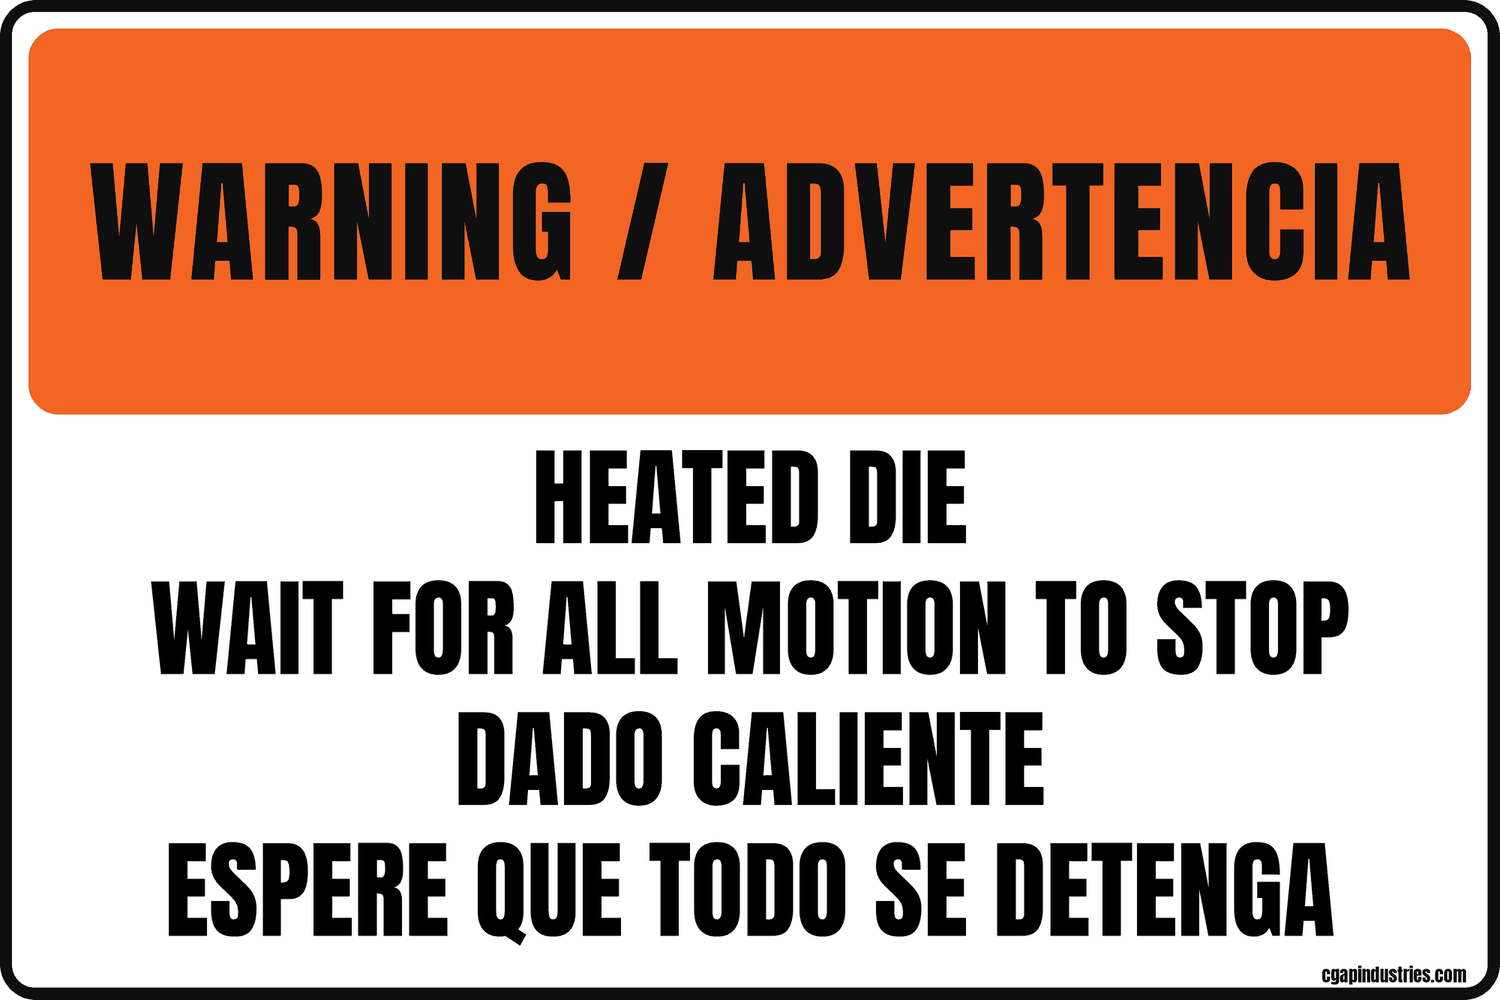 WARNING / ADVERTENCIA
HEATED DIE
WAIT FOR ALL MOTION TO STOP
DADO CALIENTE
ESPERE QUE TODO SE DETENGA
cgapindustries.com